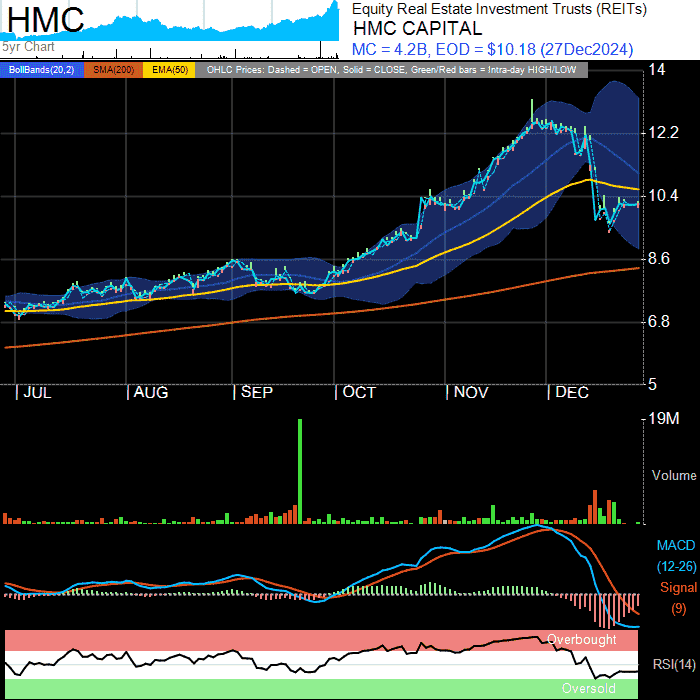 HMC
5yr Chart
Equity Real Estate Investment Trusts (REITs)
HMC CAPITAL
MC = 4.2B, EOD = $10.18 (27Dec2024)
BollBands(20,2) SMA(200) EMA(50) OHLC Prices: Dashed = OPEN, Solid = CLOSE, Green/Red bars = Intra-day HIGH/LOW
14
12.2
10.4
8.6
6.8
5
| JUL | AUG | SEP | OCT | NOV | DEC
19M
Volume
MACD
(12-26)
Signal
(9)
Overbought
RSI(14)
Oversold